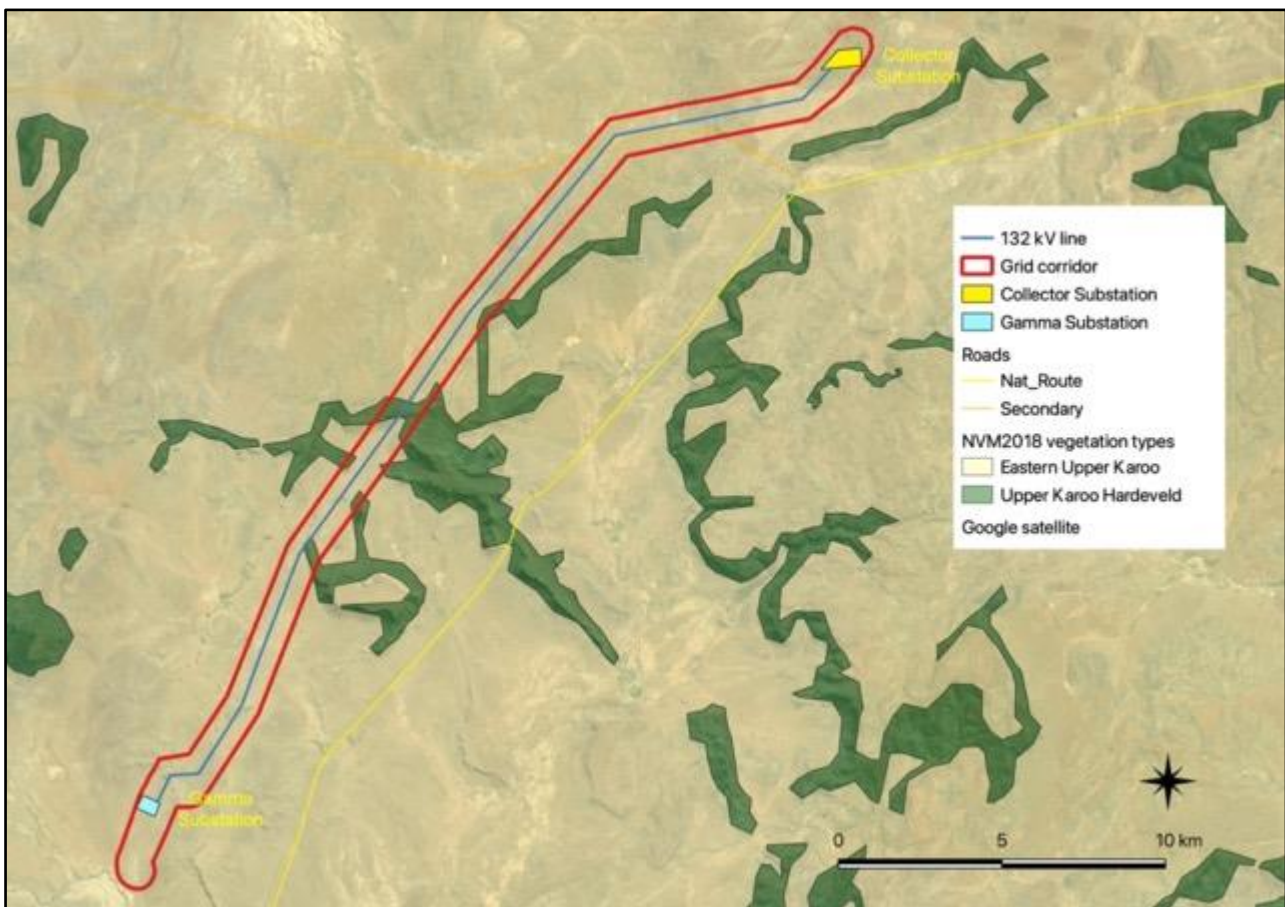 Collector
Substation
132 kV line
Grid corridor
Collector Substation
Gamma Substation
Roads
Nat_Route
Secondary
NVM2018 vegetation types
Eastern Upper Karoo
Upper Karoo Hardeveld
Google satellite
Gamma
Substation
0 5 10 km